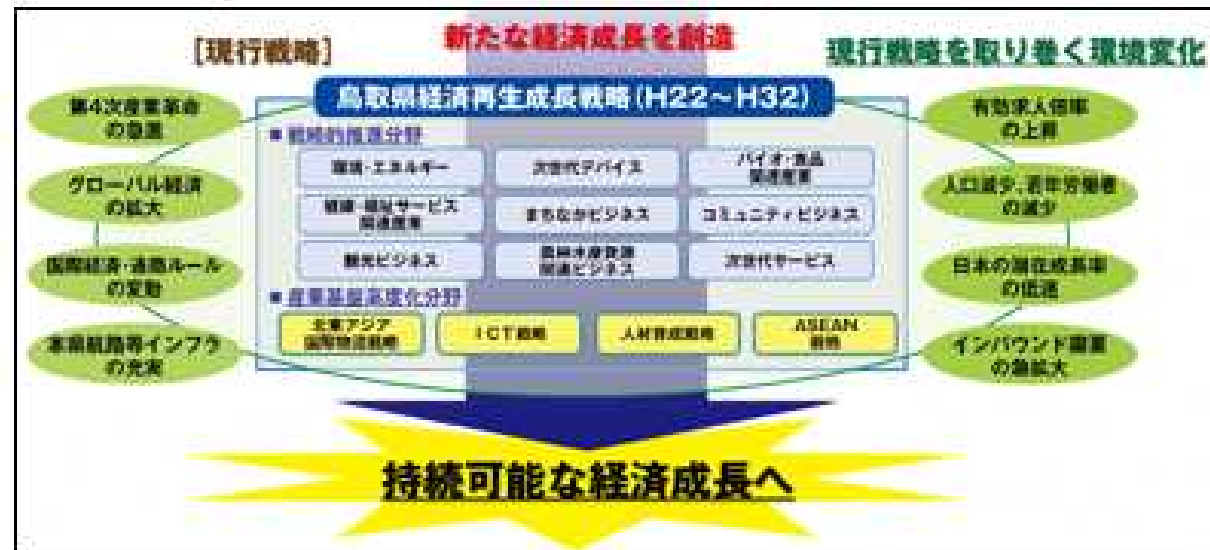 新たな経済成長を創造
[現行戦略]
現行戦略を取り巻く環境変化
鳥取県経済再生成長戦略(H22～H32)
第4次産業革命
の急進
グローバル経済
の拡大
国際経済・通商ルール
の変動
本県航路等インフラ
の充実
■ 戦略的推進分野
環境・エネルギー
次世代デバイス
バイオ・食品
関連産業
健康・福祉サービス
関連産業
まちなかビジネス
コミュニティビジネス
観光ビジネス
農林水産資源
関連ビジネス
次世代サービス
■ 産業基盤高度化分野
北東アジア
国際物流戦略
ICT戦略
人材育成戦略
ASEAN
戦略
有効求人倍率
の上昇
人口減少、若年労働者
の減少
日本の潜在成長率
の低迷
インバウンド需要
の急拡大
持続可能な経済成長へ